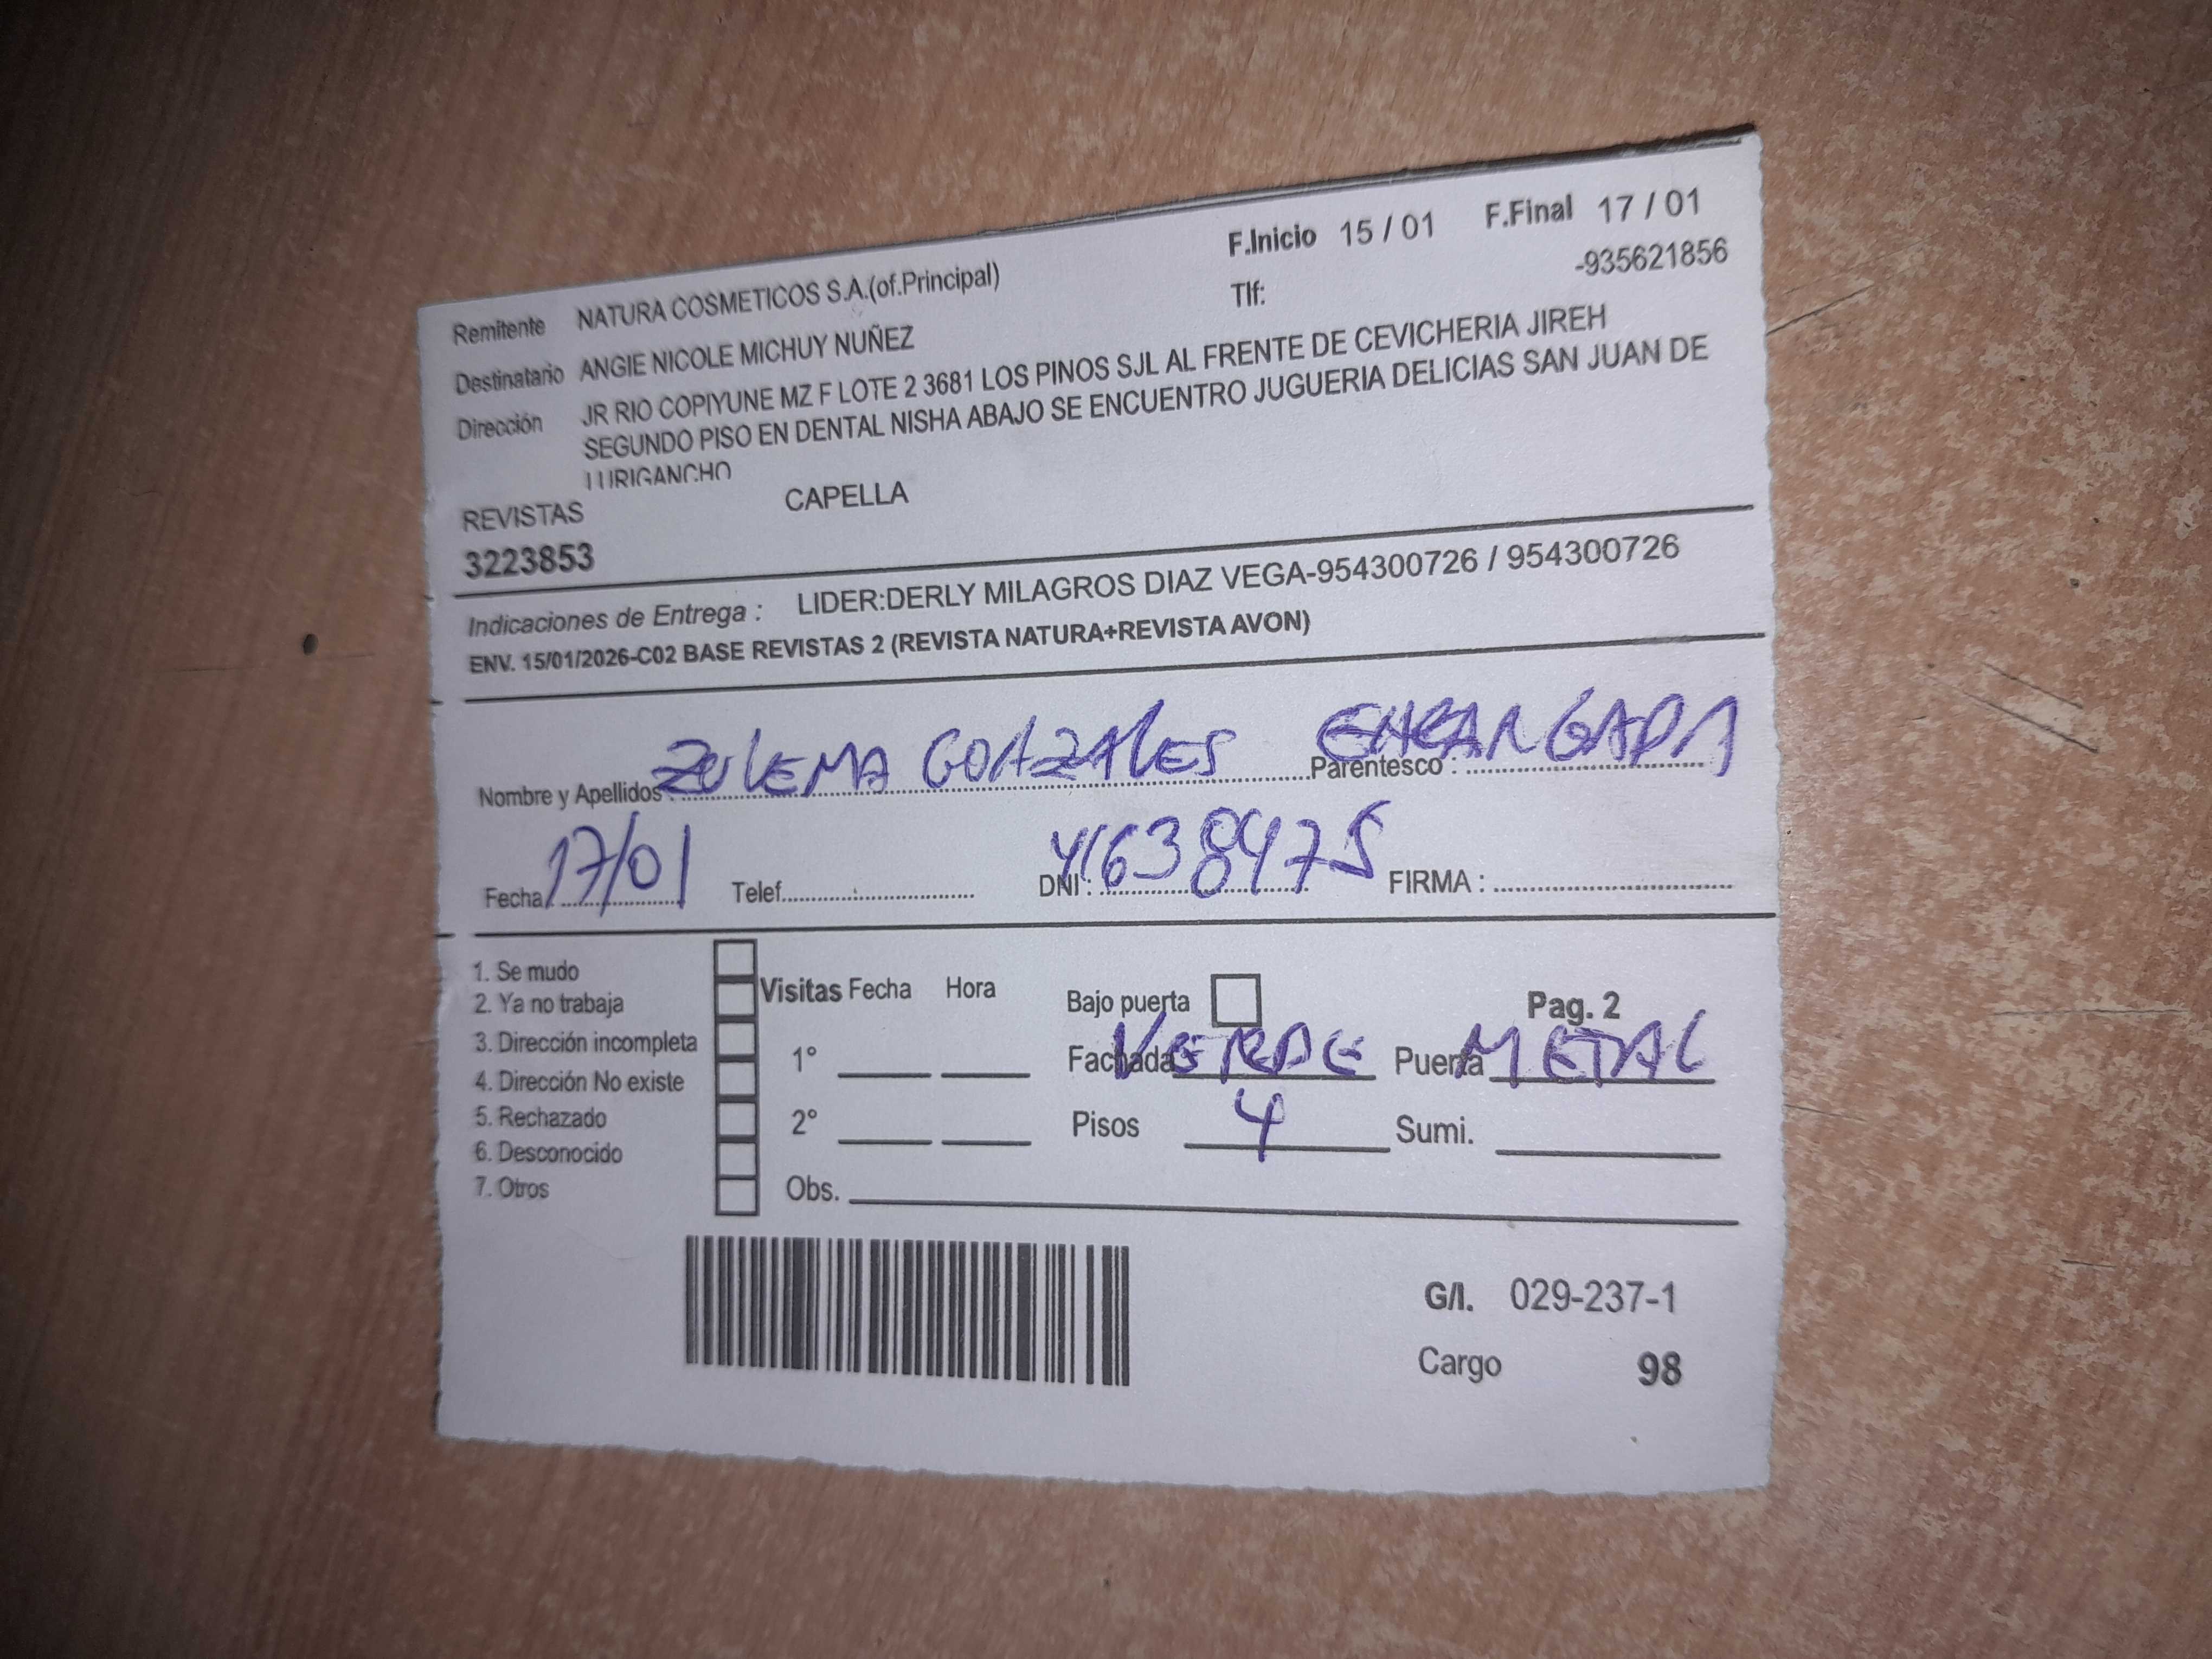 F.Inicio 15 / 01 F.Final 17 / 01
Remitente NATURA COSMETICOS S.A.(of.Principal) Tlf: -935621856
Destinatario ANGIE NICOLE MICHUY NUÑEZ
Dirección JR RIO COPIYUNE MZ F LOTE 2 3681 LOS PINOS SJL AL FRENTE DE CEVICHERIA JIREH
SEGUNDO PISO EN DENTAL NISHA ABAJO SE ENCUENTRO JUGUERIA DELICIAS SAN JUAN DE
LURIGANCHO
REVISTAS CAPELLA
3223853
Indicaciones de Entrega : LIDER:DERLY MILAGROS DIAZ VEGA-954300726 / 954300726
ENV. 15/01/2026-C02 BASE REVISTAS 2 (REVISTA NATURA+REVISTA AVON)
Nombre y Apellidos: ZULEMA GONZALES Parentesco : ENCARGADA
Fecha 17/01 Telef. DNI : 41638475 FIRMA :
1. Se mudo
2. Ya no trabaja Visitas Fecha Hora Bajo puerta Pag. 2
3. Dirección incompleta 1° Fachada VERDE Puerta METAL
4. Dirección No existe
5. Rechazado 2° Pisos 4 Sumi.
6. Desconocido
7. Otros Obs.
G/I. 029-237-1
Cargo 98